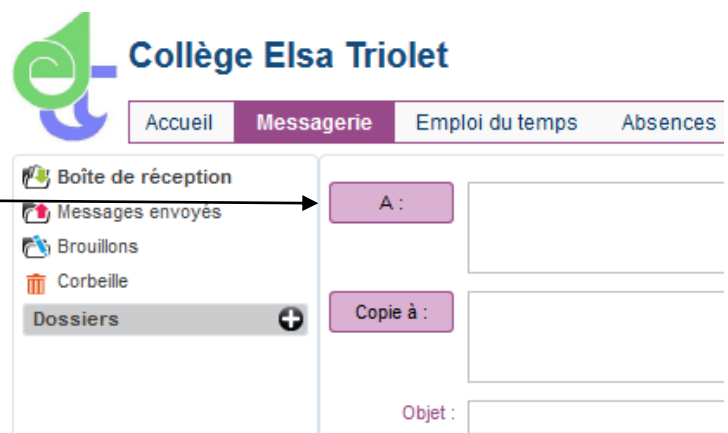 Collège Elsa Triolet
Accueil Messagerie Emploi du temps Absences
Boîte de réception
Messages envoyés
Brouillons
Corbeille
Dossiers
A :
Copie à :
Objet :